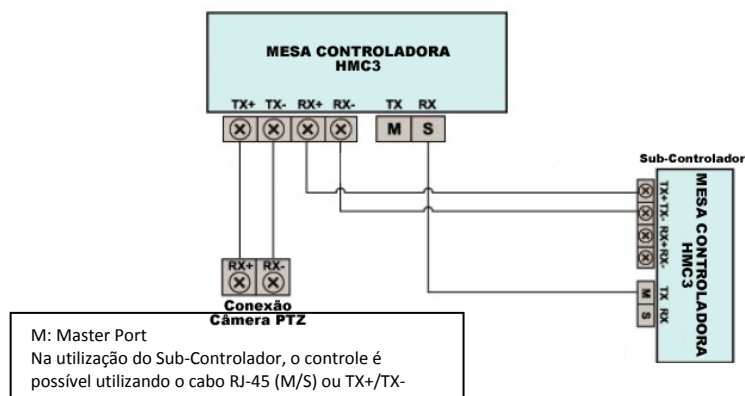 MESA CONTROLADORA
HMC3
TX+ TX- RX+ RX- TX RX
M S
Sub-Controlador
MESA CONTROLADORA
HMC3
TX+TX- RX+RX- TX RX
M S
RX+ RX-
Conexão
Câmera PTZ
M: Master Port
Na utilização do Sub-Controlador, o controle é
possível utilizando o cabo RJ-45 (M/S) ou TX+/TX-